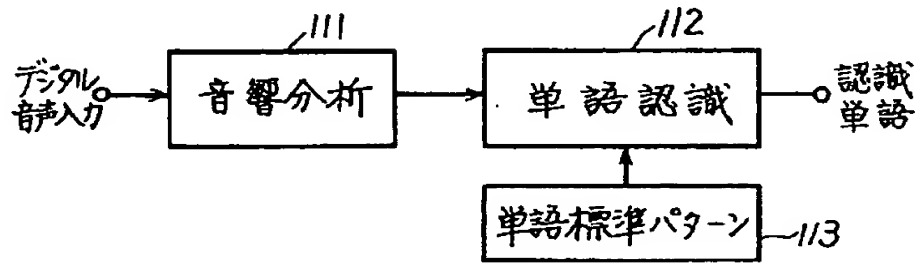 111
112
デジタル
音声入力
音響分析
単語認識
認識
単語
単語標準パターン
113